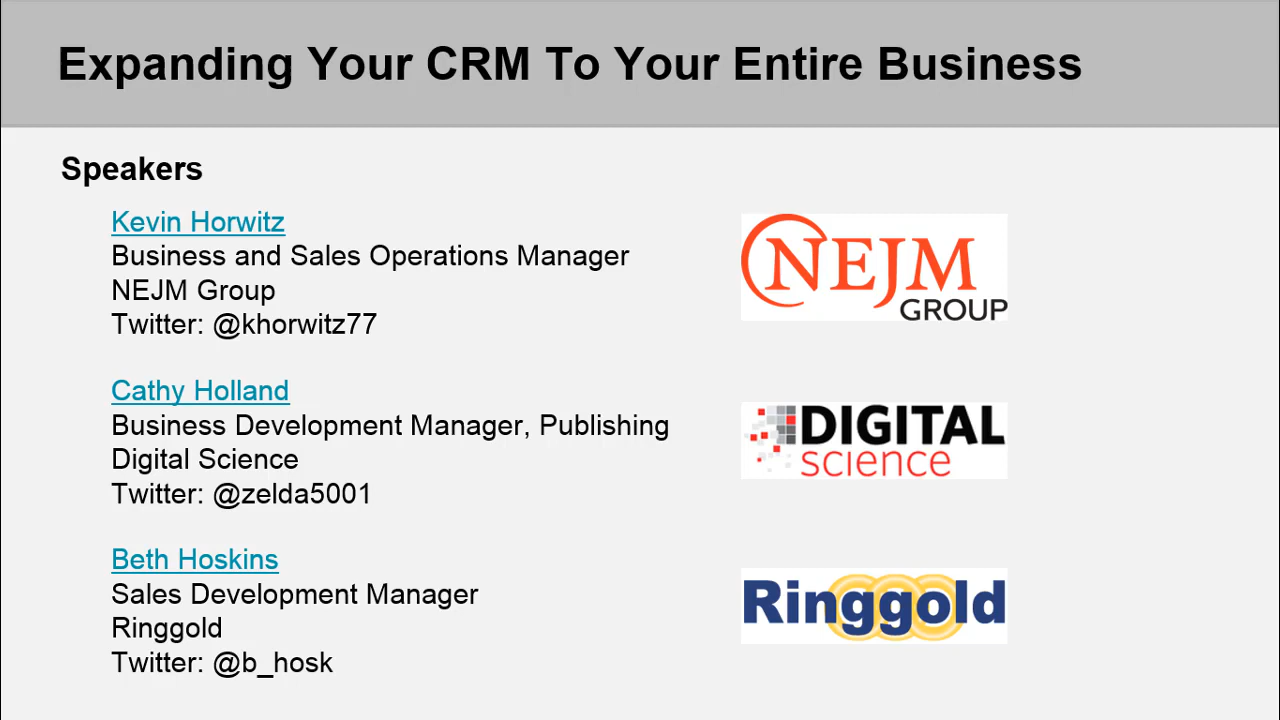 Expanding Your CRM To Your Entire Business
Speakers
Kevin Horwitz
Business and Sales Operations Manager
NEJM Group
Twitter: @khorwitz77
NEJM
GROUP
Cathy Holland
Business Development Manager, Publishing
Digital Science
Twitter: @zelda5001
DIGITAL
science
Beth Hoskins
Sales Development Manager
Ringgold
Twitter: @b_hosk
Ringgold